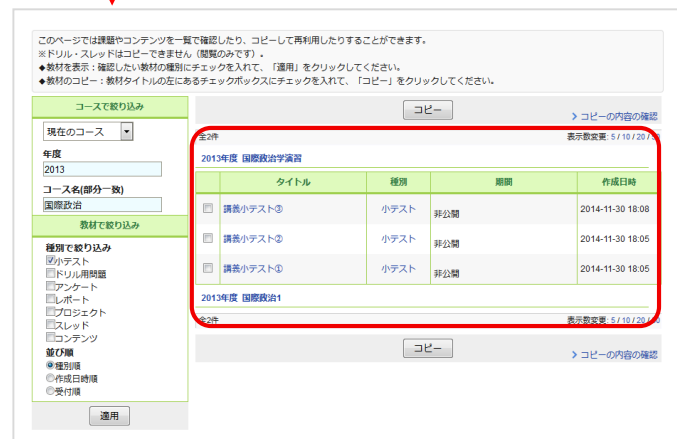 このページでは課題やコンテンツを一覧で確認したり、コピーして再利用したりすることができます。
※ドリル・スレッドはコピーできません（閲覧のみです）。
◆教材を表示：確認したい教材の種別にチェックを入れて、「適用」をクリックしてください。
◆教材のコピー：教材タイトルの左にあるチェックボックスにチェックを入れて、「コピー」をクリックしてください。
コースで絞り込み
現在のコース
年度
2013
コース名(部分一致)
国際政治
教材で絞り込み
種別で絞り込み
小テスト
ドリル用問題
アンケート
レポート
プロジェクト
スレッド
コンテンツ
並び順
種別順
作成日時順
受付順
適用
コピー
> コピーの内容の確認
全2件 表示数変更: 5 / 10 / 20 /
2013年度 国際政治学演習
タイトル 種別 期間 作成日時
講義小テスト③ 小テスト 非公開 2014-11-30 18:08
講義小テスト② 小テスト 非公開 2014-11-30 18:05
講義小テスト① 小テスト 非公開 2014-11-30 18:05
2013年度 国際政治1
全2件 表示数変更: 5 / 10 / 20 /
コピー
> コピーの内容の確認